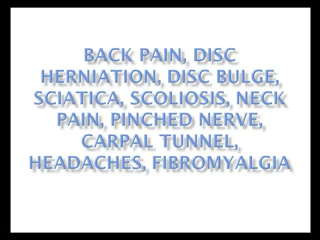 BACK PAIN, DISC
HERNIATION, DISC BULGE,
SCIATICA, SCOLIOSIS, NECK
PAIN, PINCHED NERVE,
CARPAL TUNNEL,
HEADACHES, FIBROMYALGIA